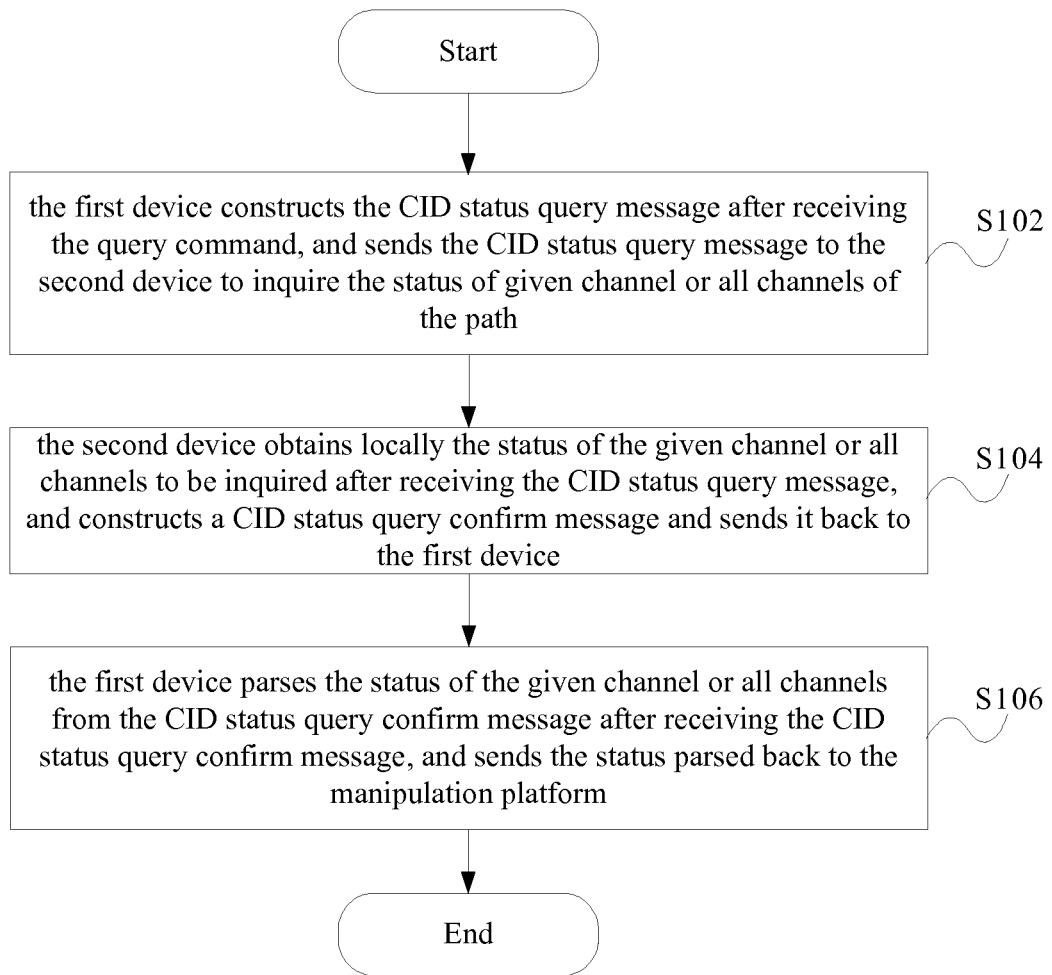 Start
the first device constructs the CID status query message after receiving
the query command, and sends the CID status query message to the
second device to inquire the status of given channel or all channels of
the path
S102
the second device obtains locally the status of the given channel or all
channels to be inquired after receiving the CID status query message,
and constructs a CID status query confirm message and sends it back to
the first device
S104
the first device parses the status of the given channel or all channels
from the CID status query confirm message after receiving the CID
status query confirm message, and sends the status parsed back to the
manipulation platform
S106
End